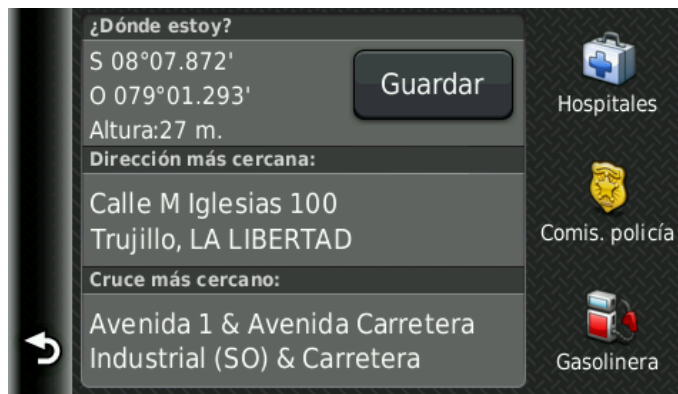 ¿Dónde estoy?
S 08°07.872'
O 079°01.293'
Altura:27 m.
Guardar
Dirección más cercana:
Calle M Iglesias 100
Trujillo, LA LIBERTAD
Cruce más cercano:
Avenida 1 & Avenida Carretera
Industrial (SO) & Carretera
Hospitales
Comis. policía
Gasolinera